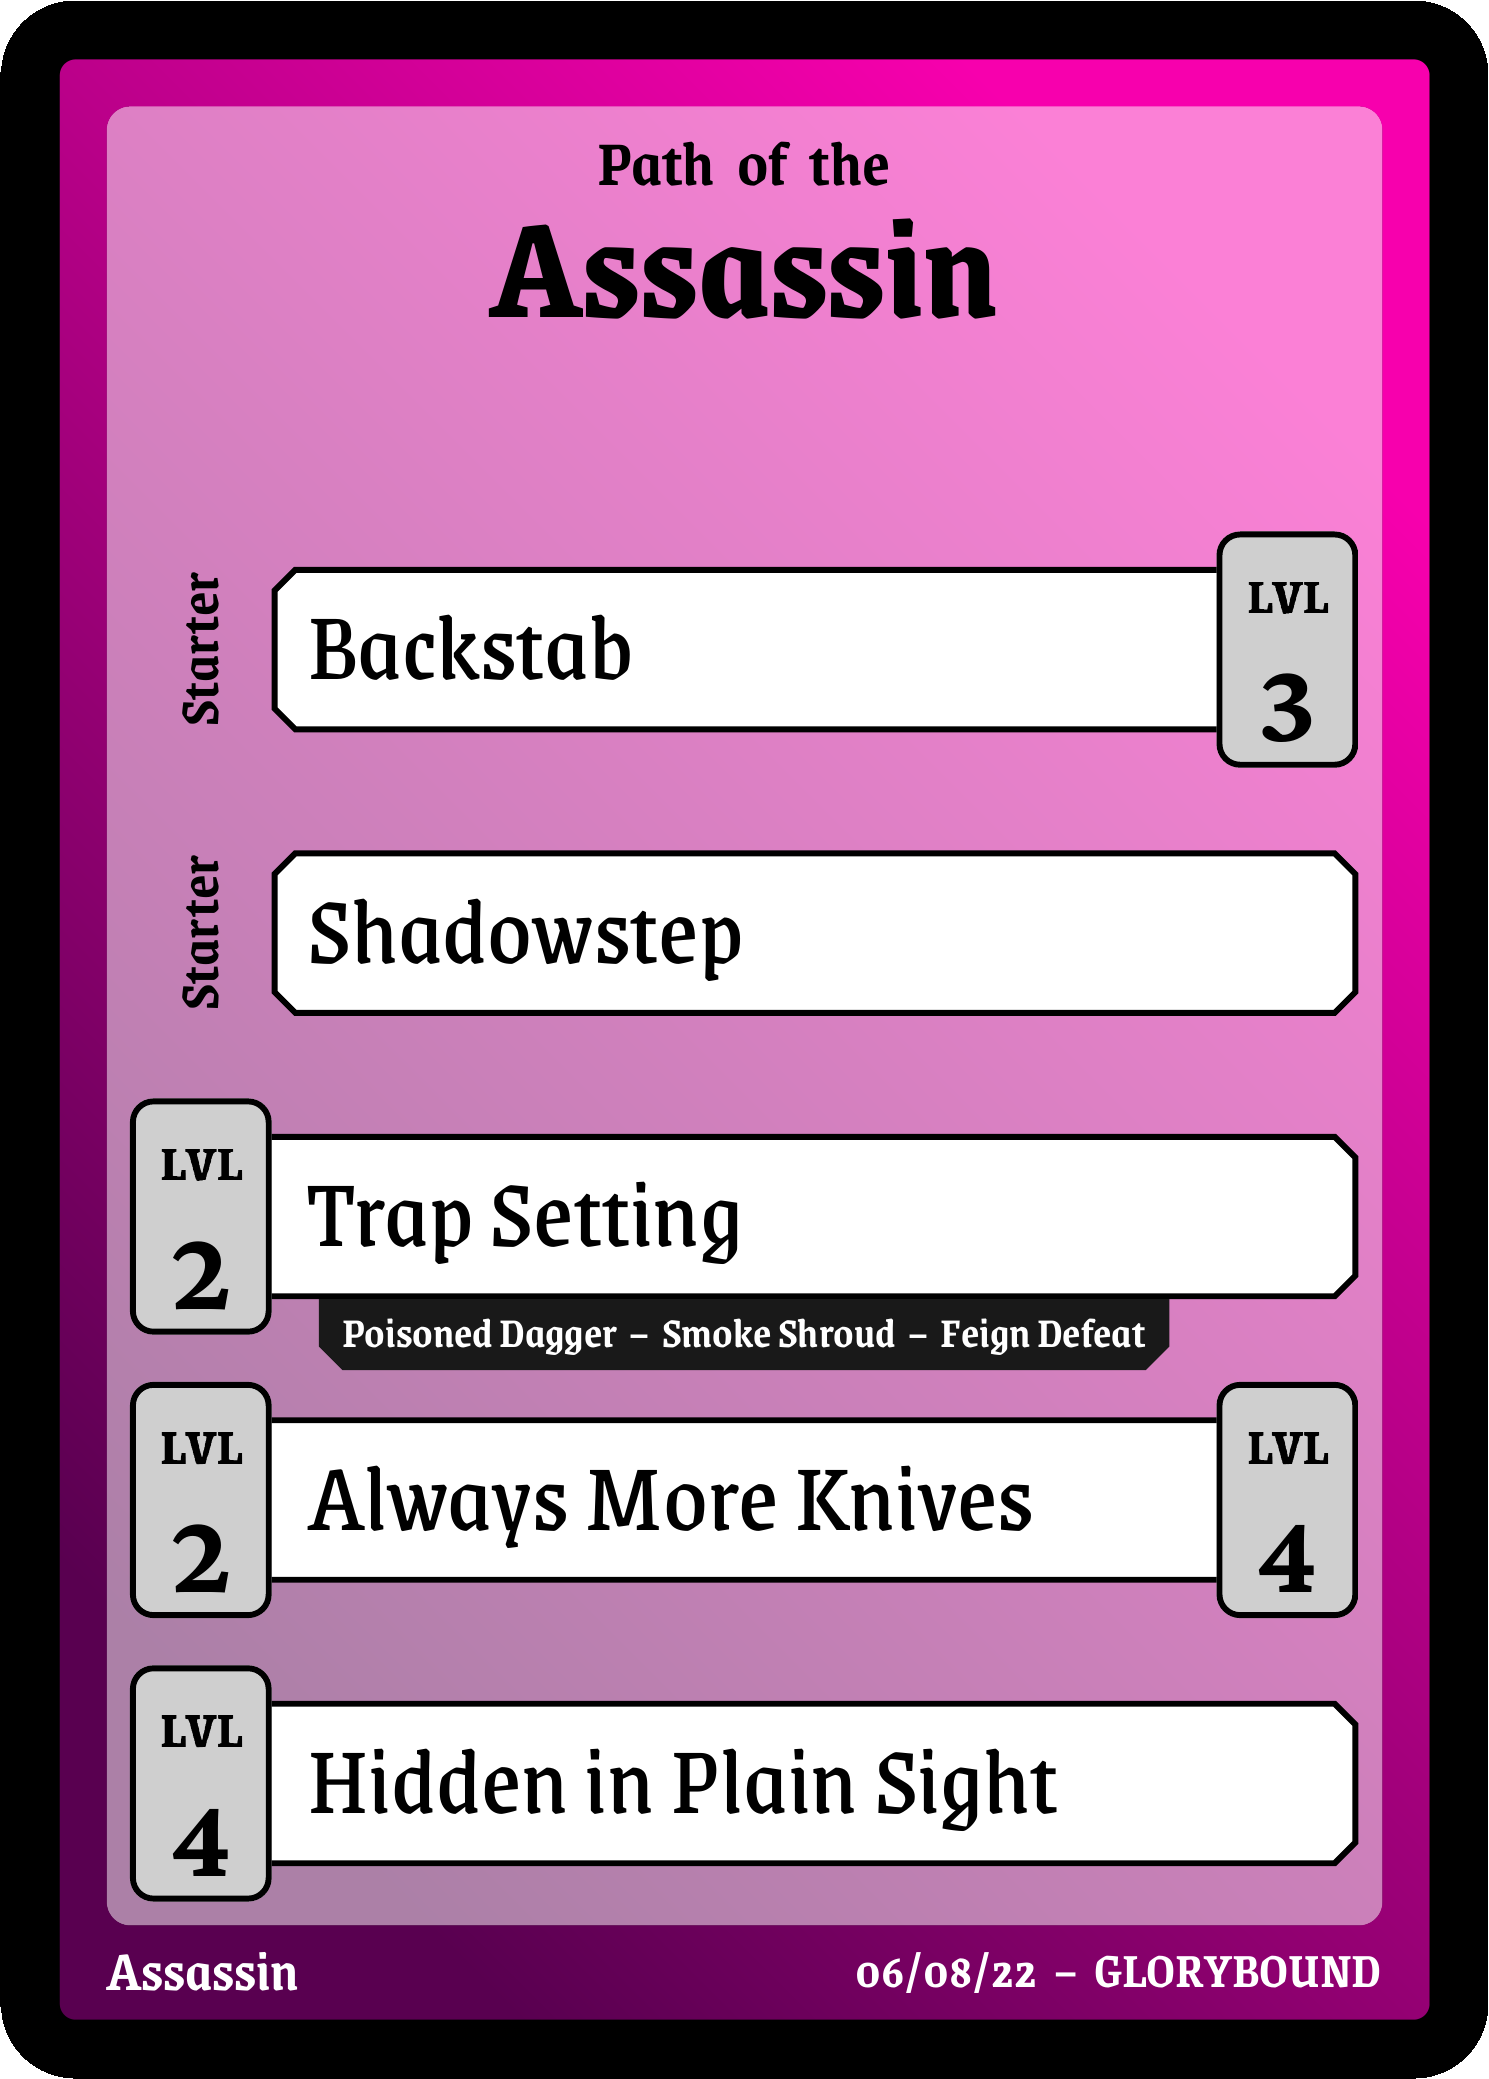 Path of the
Assassin
Starter
Backstab
LVL
3
Starter
Shadowstep
LVL
2
Trap Setting
Poisoned Dagger – Smoke Shroud – Feign Defeat
LVL
2
Always More Knives
LVL
4
LVL
4
Hidden in Plain Sight
Assassin
06/08/22 – GLORYBOUND